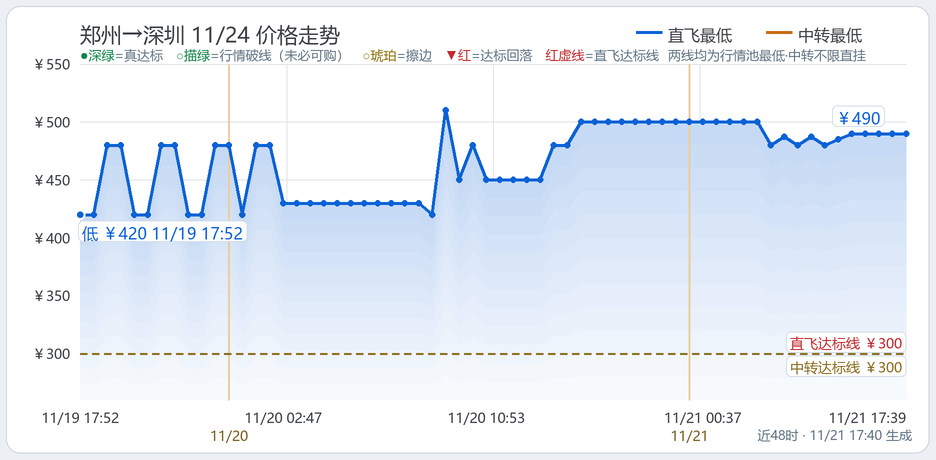 郑州→深圳 11/24 价格走势
直飞最低 中转最低
●深绿=真达标 ○描绿=行情破线（未必可购） ○琥珀=擦边 ▼红=达标回落 红虚线=直飞达标线 两线均为行情池最低·中转不限直挂
￥550
￥500
￥450
￥400
￥350
￥300
￥490
低 ￥420 11/19 17:52
直飞达标线 ￥300
中转达标线 ￥300
11/19 17:52 11/20 02:47 11/20 10:53 11/21 00:37 11/21 17:39
11/20 11/21
近48时 · 11/21 17:40 生成